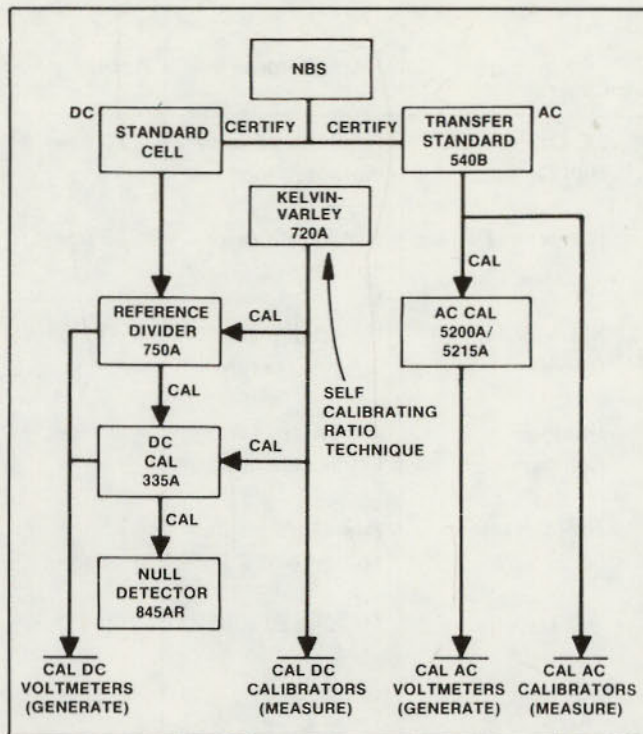 NBS
DC
STANDARD
CELL
CERTIFY
CERTIFY
TRANSFER
STANDARD
540B
AC
KELVIN-
VARLEY
720A
CAL
REFERENCE
DIVIDER
750A
CAL
AC CAL
5200A/
5215A
CAL
SELF
CALIBRATING
RATIO
TECHNIQUE
DC
CAL
335A
CAL
CAL
NULL
DETECTOR
845AR
CAL DC
VOLTMETERS
(GENERATE)
CAL DC
CALIBRATORS
(MEASURE)
CAL AC
VOLTMETERS
(GENERATE)
CAL AC
CALIBRATORS
(MEASURE)